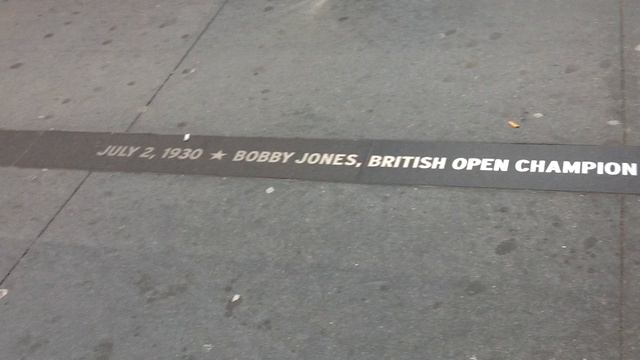 JULY 2, 1930 ★ BOBBY JONES, BRITISH OPEN CHAMPION